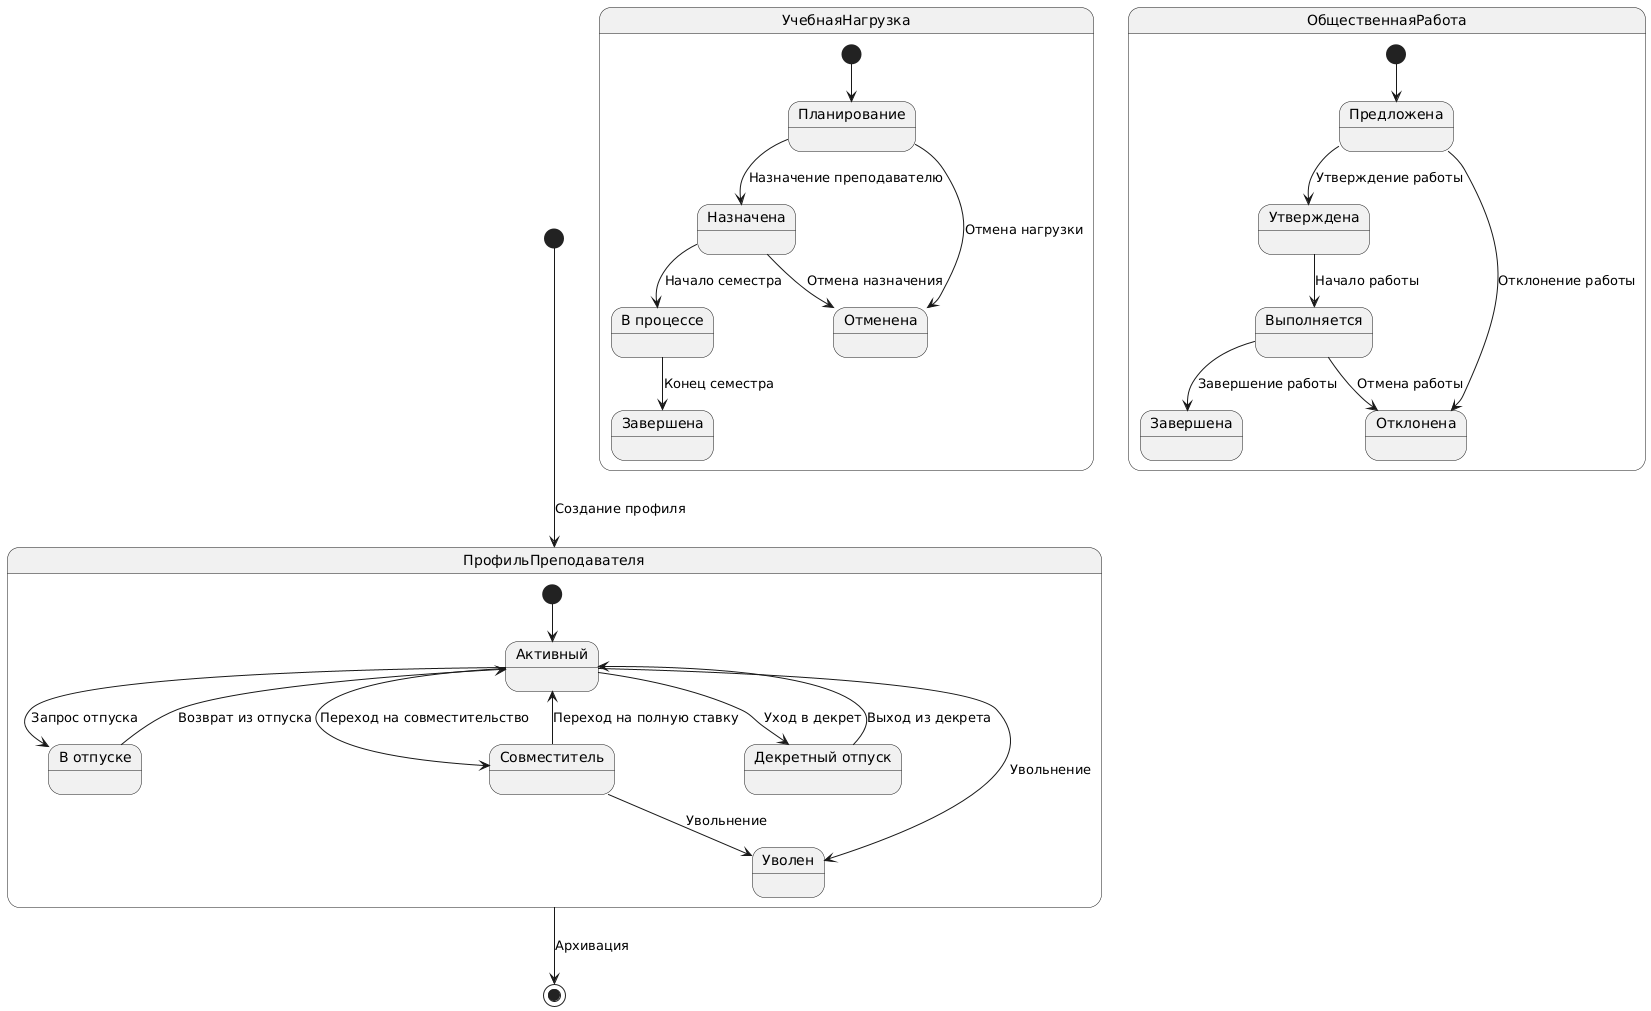 УчебнаяНагрузка
Планирование
Назначение преподавателю
Назначена
Отмена нагрузки
Начало семестра
Отмена назначения
В процессе
Отменена
Конец семестра
Завершена
ОбщественнаяРабота
Предложена
Утверждение работы
Утверждена
Начало работы
Отклонение работы
Выполняется
Завершение работы
Отмена работы
Завершена
Отклонена
Создание профиля
ПрофильПреподавателя
Активный
Запрос отпуска
Возврат из отпуска
Переход на совместительство
Переход на полную ставку
Уход в декрет
Выход из декрета
В отпуске
Совместитель
Декретный отпуск
Увольнение
Увольнение
Уволен
Архивация